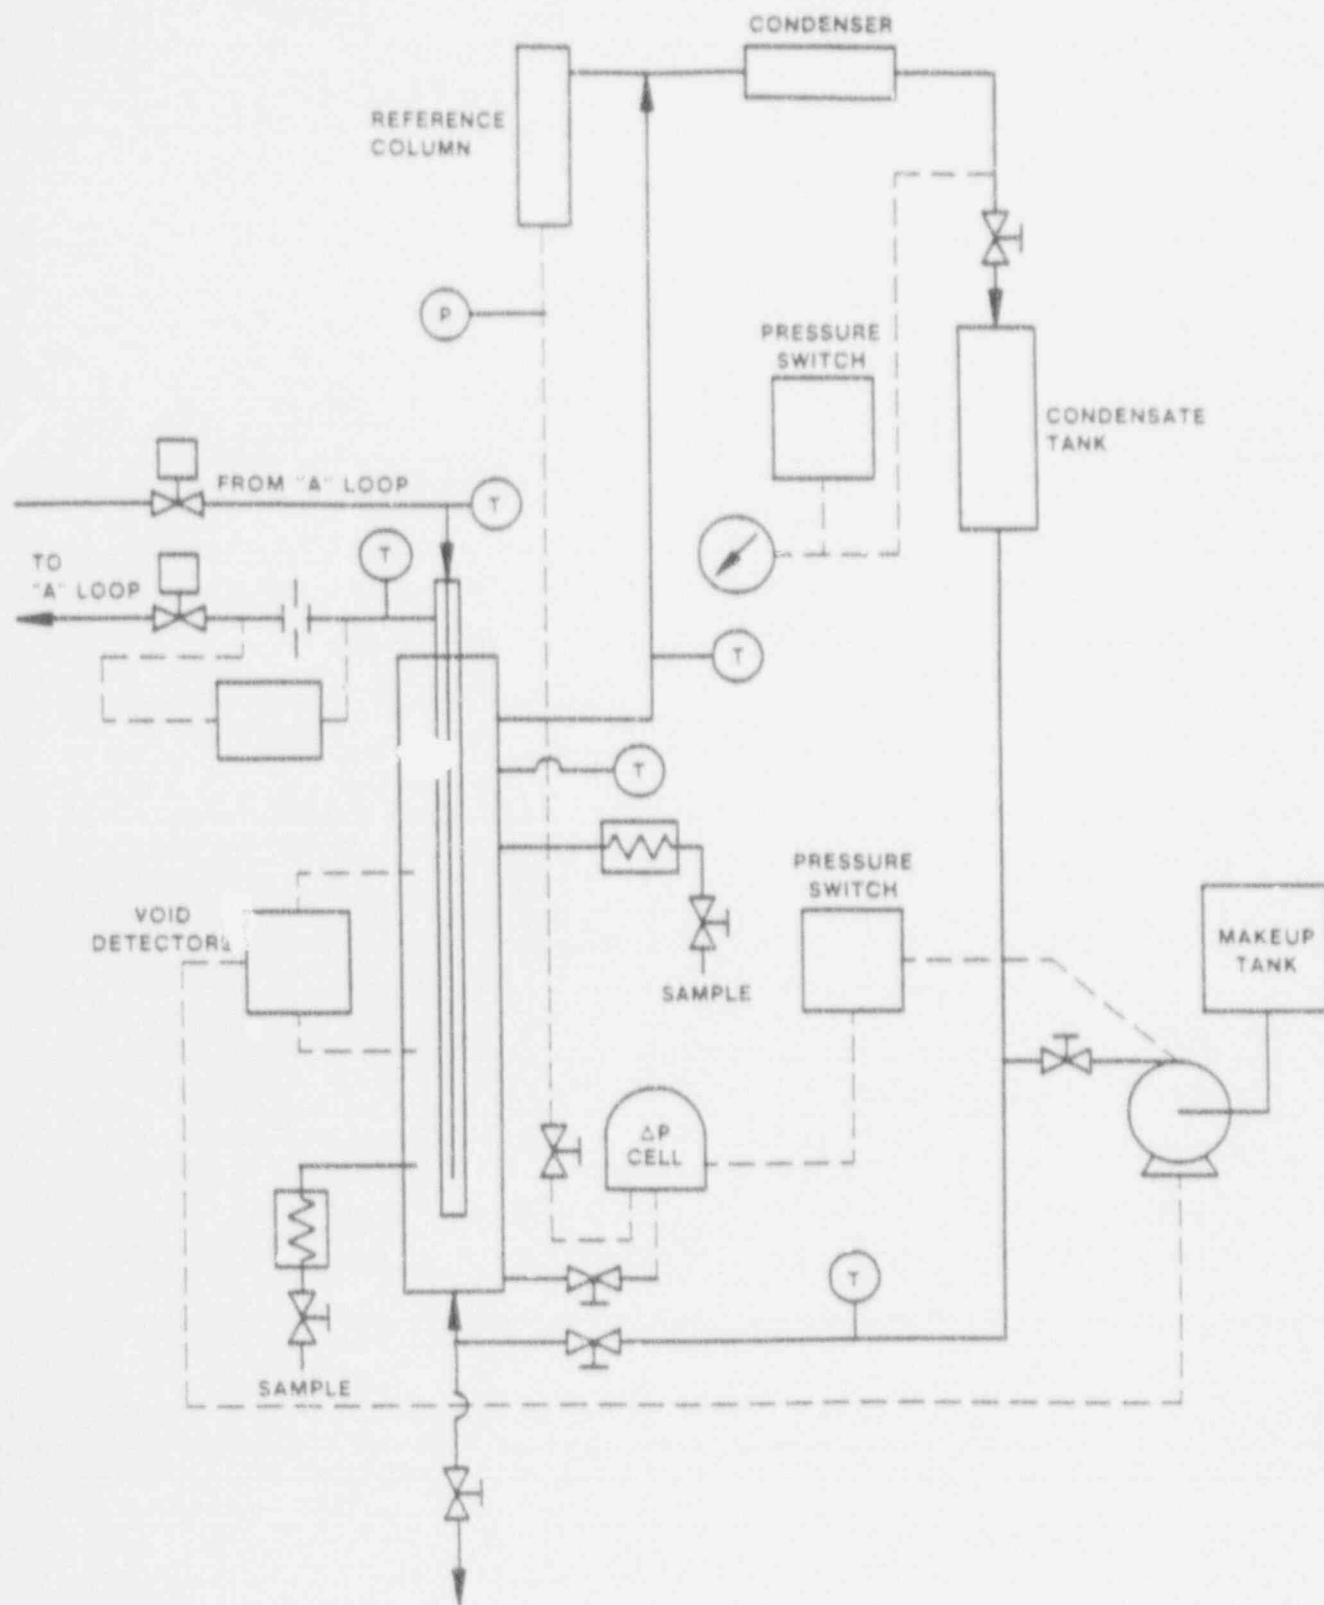 CONDENSER
REFERENCE
COLUMN
P
PRESSURE
SWITCH
CONDENSATE
TANK
FROM "A" LOOP
T
TO
"A" LOOP
T
T
T
PRESSURE
SWITCH
VOID
DETECTORS
SAMPLE
MAKEUP
TANK
ΔP
CELL
T
SAMPLE